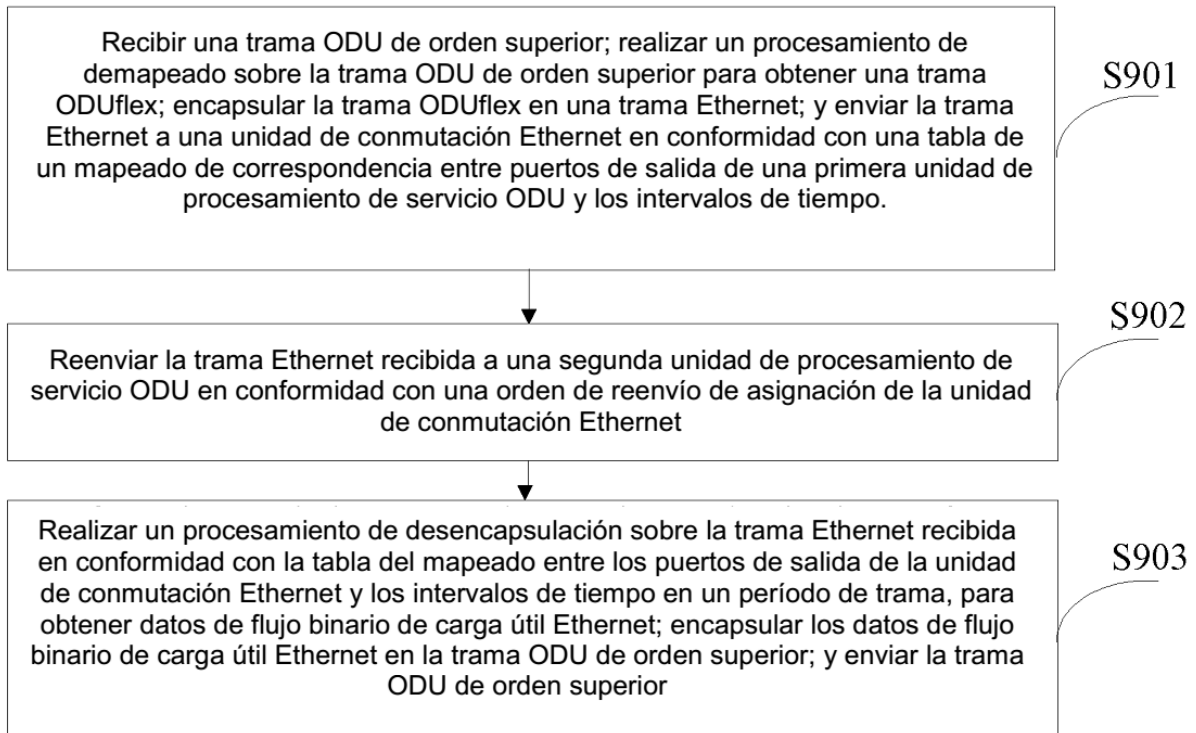 Recibir una trama ODU de orden superior; realizar un procesamiento de
demapeado sobre la trama ODU de orden superior para obtener una trama
ODUflex; encapsular la trama ODUflex en una trama Ethernet; y enviar la trama
Ethernet a una unidad de conmutación Ethernet en conformidad con una tabla de
un mapeado de correspondencia entre puertos de salida de una primera unidad de
procesamiento de servicio ODU y los intervalos de tiempo.
S901
Reenviar la trama Ethernet recibida a una segunda unidad de procesamiento de
servicio ODU en conformidad con una orden de reenvío de asignación de la unidad
de conmutación Ethernet
S902
Realizar un procesamiento de desencapsulación sobre la trama Ethernet recibida
en conformidad con la tabla del mapeado entre los puertos de salida de la unidad
de conmutación Ethernet y los intervalos de tiempo en un período de trama, para
obtener datos de flujo binario de carga útil Ethernet; encapsular los datos de flujo
binario de carga útil Ethernet en la trama ODU de orden superior; y enviar la trama
ODU de orden superior
S903